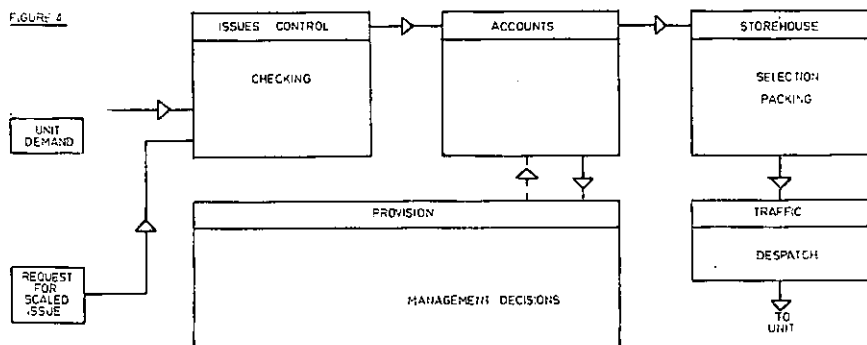 FIGURE 4
ISSUES CONTROL
CHECKING
ACCOUNTS
STOREHOUSE
SELECTION
PACKING
UNIT
DEMAND
PROVISION
MANAGEMENT DECISIONS
TRAFFIC
DESPATCH
REQUEST
FOR
SCALED
ISSUE
TO
UNIT